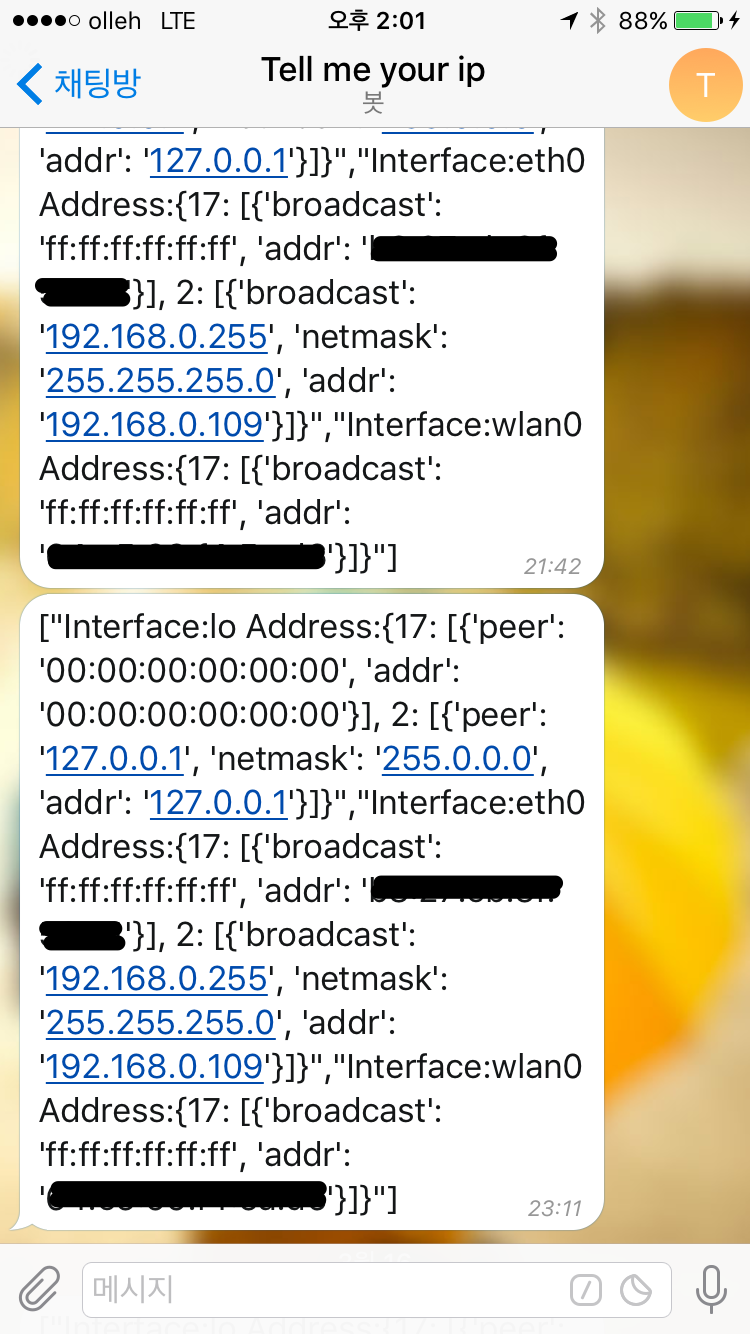 olleh LTE 오후 2:01 88%
채팅방 Tell me your ip T
봇
'addr': '127.0.0.1'}]}","Interface:eth0
Address:{17: [{'broadcast':
'ff:ff:ff:ff:ff:ff', 'addr': '
'}], 2: [{'broadcast':
'192.168.0.255', 'netmask':
'255.255.255.0', 'addr':
'192.168.0.109'}]}","Interface:wlan0
Address:{17: [{'broadcast':
'ff:ff:ff:ff:ff:ff', 'addr':
' '}]}"]
21:42
["Interface:lo Address:{17: [{'peer':
'00:00:00:00:00:00', 'addr':
'00:00:00:00:00:00'}], 2: [{'peer':
'127.0.0.1', 'netmask': '255.0.0.0',
'addr': '127.0.0.1'}]}","Interface:eth0
Address:{17: [{'broadcast':
'ff:ff:ff:ff:ff:ff', 'addr': '
'}], 2: [{'broadcast':
'192.168.0.255', 'netmask':
'255.255.255.0', 'addr':
'192.168.0.109'}]}","Interface:wlan0
Address:{17: [{'broadcast':
'ff:ff:ff:ff:ff:ff', 'addr':
' '}]}"]
23:11
메시지
["Interface:lo Address:{17: [{'peer':